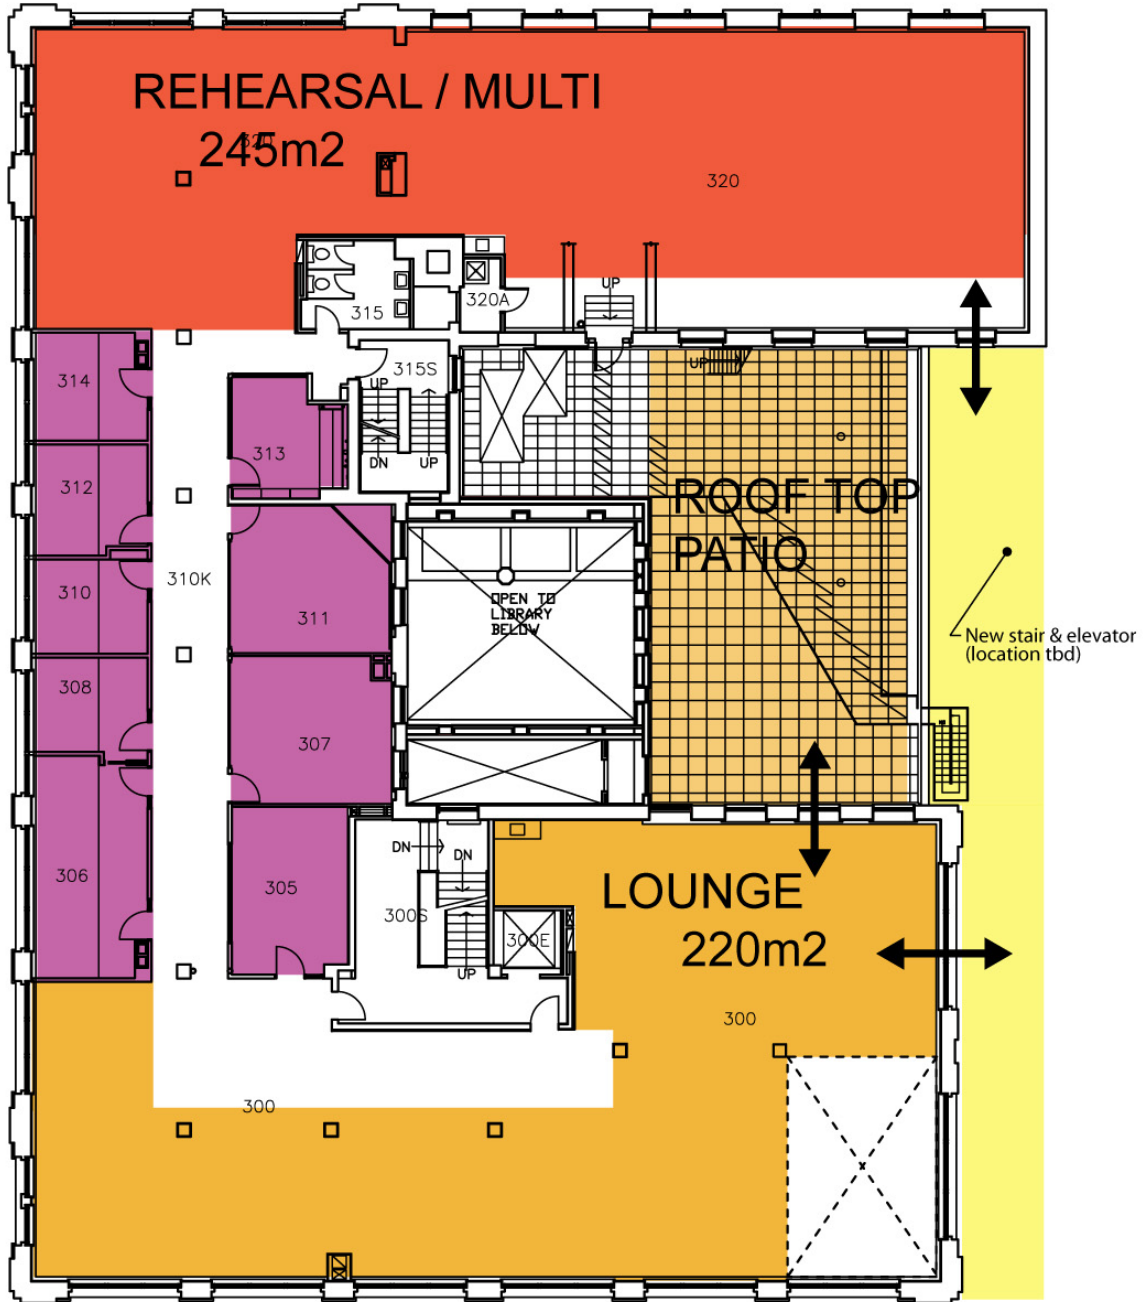 REHEARSAL / MULTI
245m2
320
320
UP
320A
315
315S
UP
314
UP
313
DN
UP
312
ROOF TOP
PATIO
310K
310
OPEN TO
LIBRARY
BELOW
311
New stair & elevator
(location tbd)
308
307
DN
DN
306
305
LOUNGE
300S
300E
220m2
UP
300
300